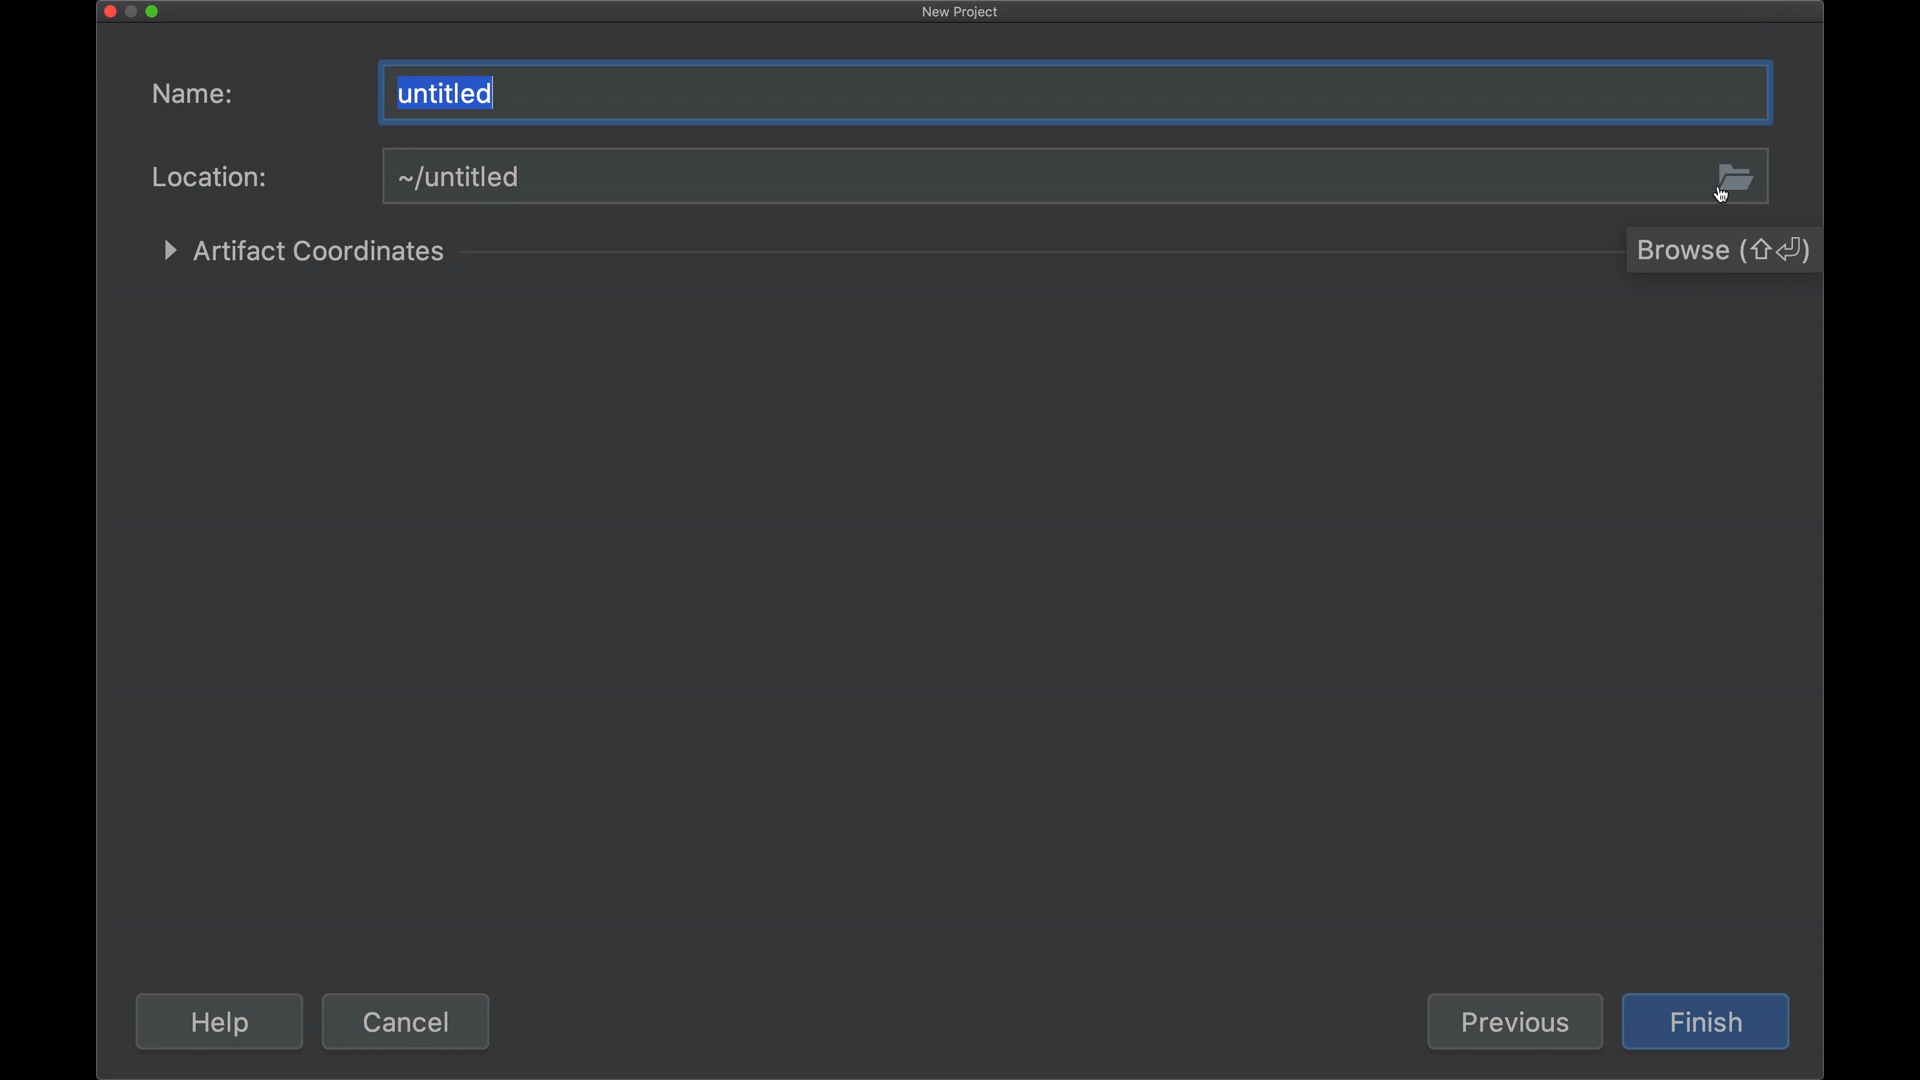 New Project
Name:
untitled
Location:
~/untitled
Artifact Coordinates
Browse (⇧⏎)
Help
Cancel
Previous
Finish